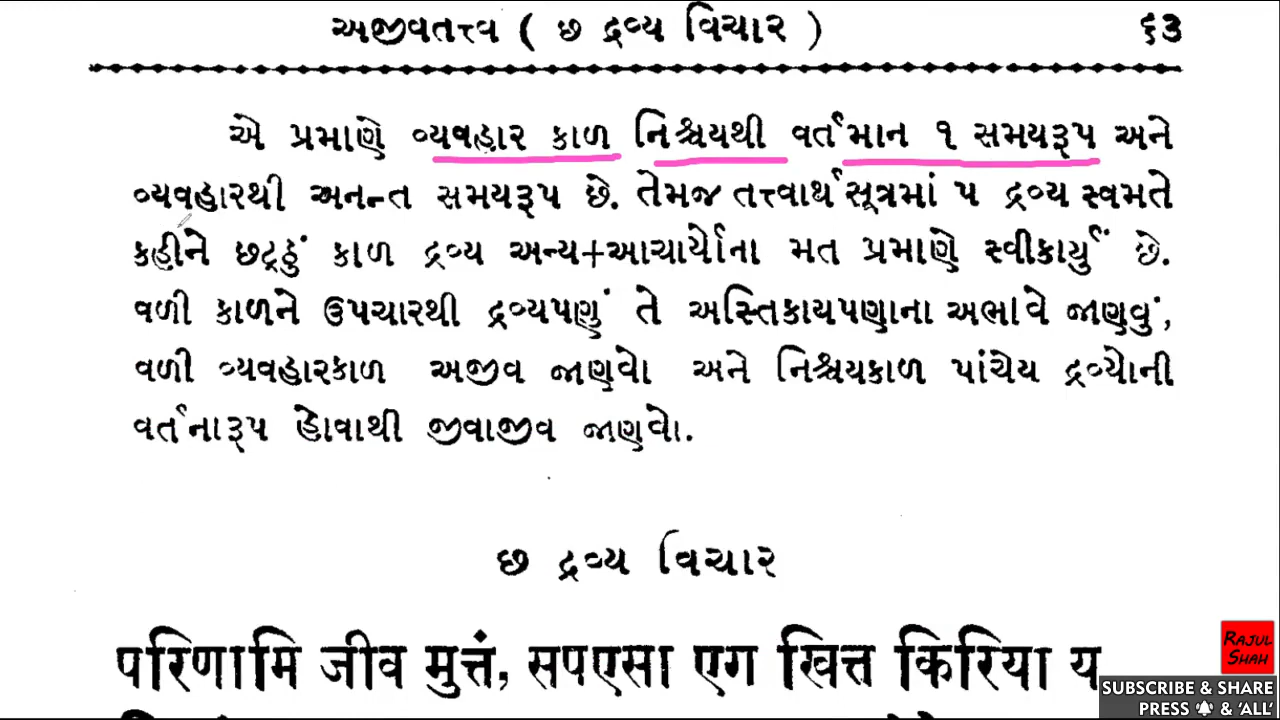 અજીવતત્ત્વ ( છ દ્રવ્ય વિચાર )
૬૩
એ પ્રમાણે વ્યવહાર કાળ નિશ્ચયથી વર્તમાન ૧ સમયરૂપ અને
વ્યવહારથી અનન્ત સમયરૂપ છે. તેમજ તત્ત્વાર્થસૂત્રમાં ૫ દ્રવ્ય સ્વમતે
કહીને છટ્ઠું કાળ દ્રવ્ય અન્ય+આચાર્યોના મત પ્રમાણે સ્વીકાર્યું છે.
વળી કાળને ઉપચારથી દ્રવ્યપણું તે અસ્તિકાયપણાના અભાવે જાણવું,
વળી વ્યવહારકાળ અજીવ જાણવો અને નિશ્ચયકાળ પાંચેય દ્રવ્યોની
વર્તનારૂપ હોવાથી જીવાજીવ જાણવો.
છ દ્રવ્ય વિચાર
परिणामि जीव मुत्तं, सपएसा एग खित्त किरिया य
RAJUL
SHAH
SUBSCRIBE & SHARE
PRESS & 'ALL'